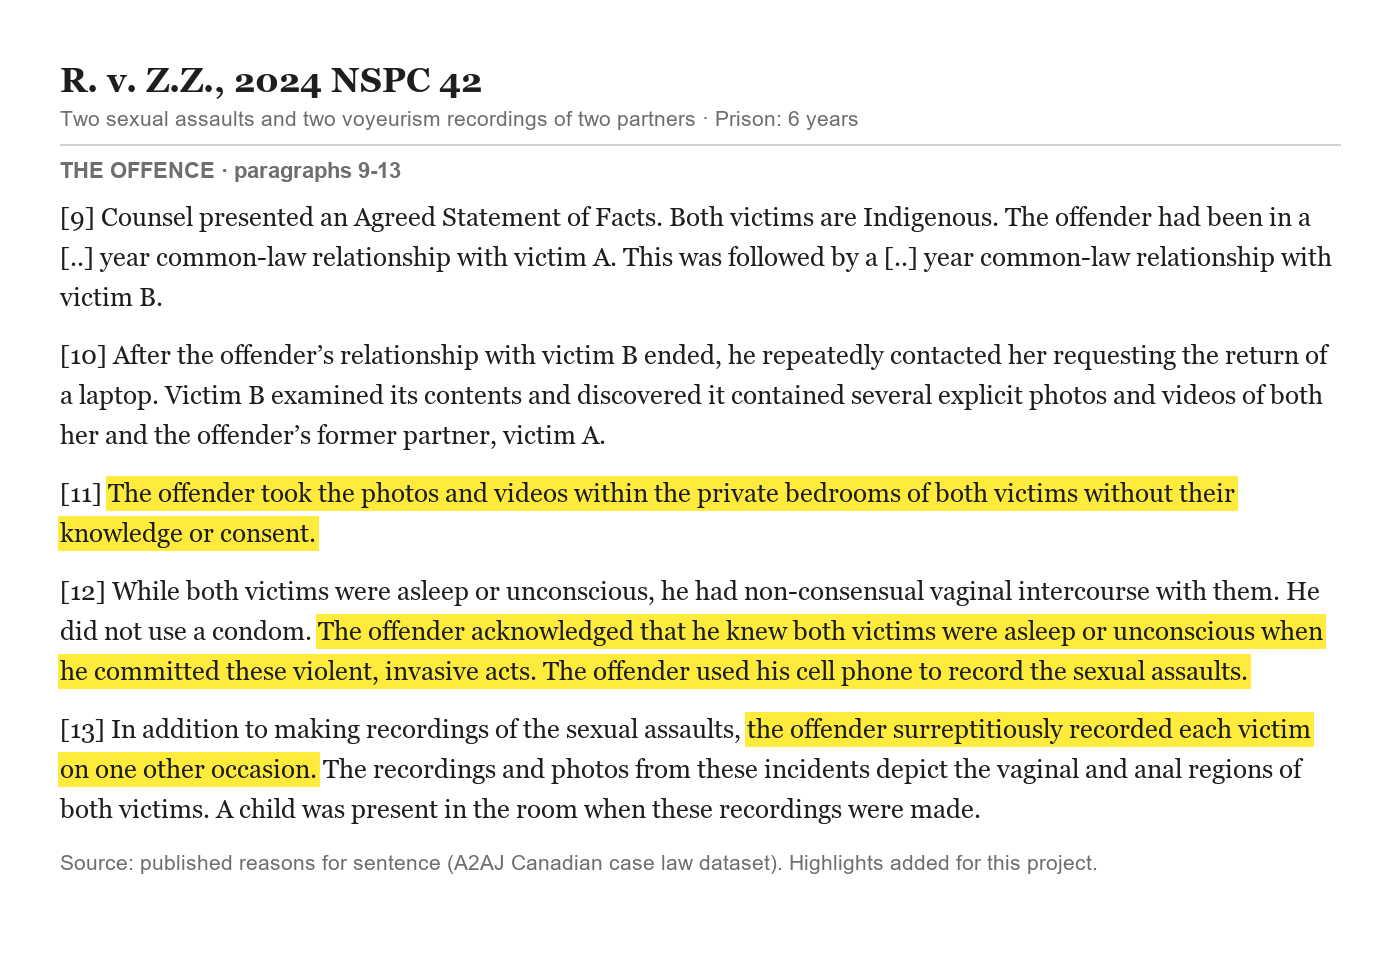 R. v. Z.Z., 2024 NSPC 42
Two sexual assaults and two voyeurism recordings of two partners · Prison: 6 years
THE OFFENCE · paragraphs 9-13
[9] Counsel presented an Agreed Statement of Facts. Both victims are Indigenous. The offender had been in a
[..] year common-law relationship with victim A. This was followed by a [..] year common-law relationship with
victim B.
[10] After the offender’s relationship with victim B ended, he repeatedly contacted her requesting the return of
a laptop. Victim B examined its contents and discovered it contained several explicit photos and videos of both
her and the offender’s former partner, victim A.
[11] The offender took the photos and videos within the private bedrooms of both victims without their
knowledge or consent.
[12] While both victims were asleep or unconscious, he had non-consensual vaginal intercourse with them. He
did not use a condom. The offender acknowledged that he knew both victims were asleep or unconscious when
he committed these violent, invasive acts. The offender used his cell phone to record the sexual assaults.
[13] In addition to making recordings of the sexual assaults, the offender surreptitiously recorded each victim
on one other occasion. The recordings and photos from these incidents depict the vaginal and anal regions of
both victims. A child was present in the room when these recordings were made.
Source: published reasons for sentence (A2AJ Canadian case law dataset). Highlights added for this project.